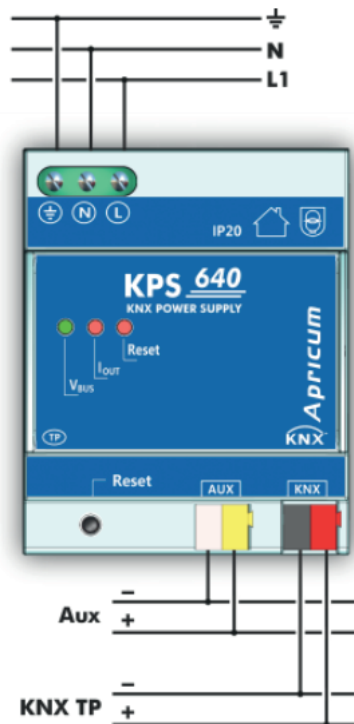 N
L1
N L
IP20
KPS 640
KNX POWER SUPPLY
Reset
IOUT
VBUS
Apricum
TP
KNX
Reset
AUX
KNX
Aux
−
+
KNX TP
−
+